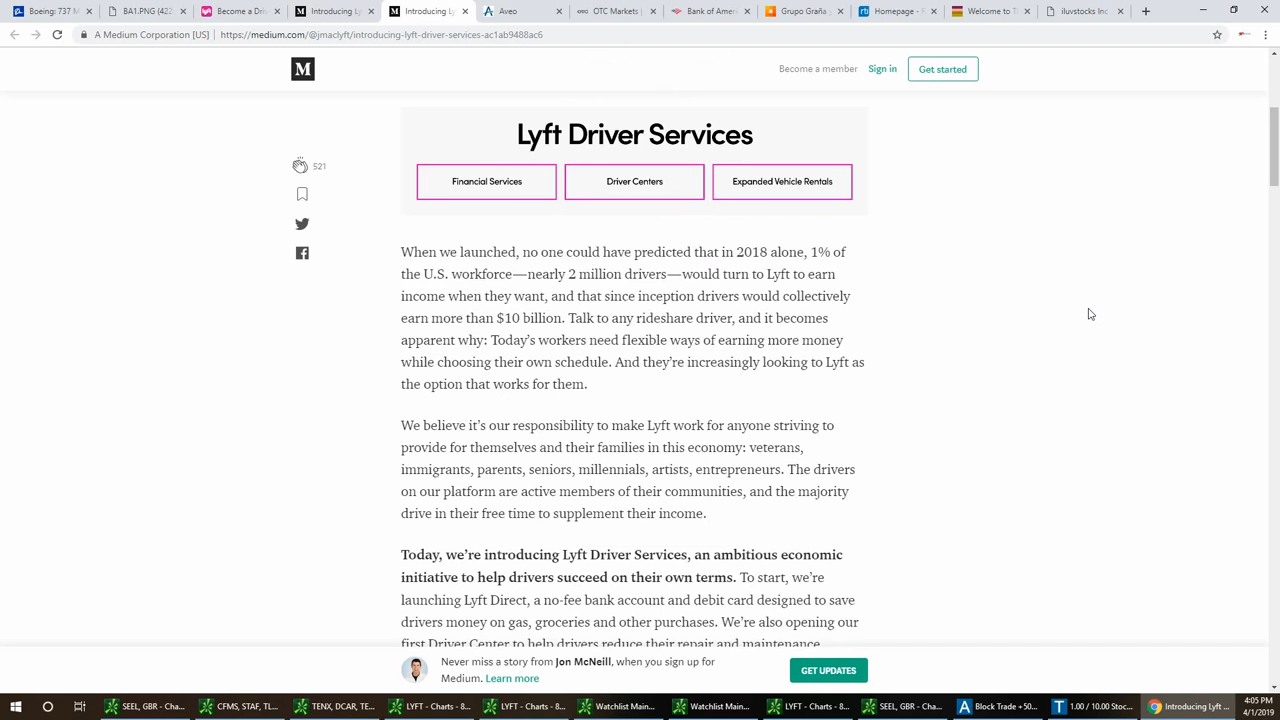 Boeing: 737 M
BA1.PNG (422
Become a Driv
Introducing Ly
Introducing Lyf
Aveo
OTC Markets |
Bank of Americ
Grupo Graña y
Homepage - F
Welcome to T
iluvstocks Inc
A Medium Corporation [US] | https://medium.com/@jmaclyft/introducing-lyft-driver-services-ac1ab9488ac6
M
Become a member
Sign in
Get started
Lyft Driver Services
Financial Services
Driver Centers
Expanded Vehicle Rentals
521
When we launched, no one could have predicted that in 2018 alone, 1% of
the U.S. workforce—nearly 2 million drivers—would turn to Lyft to earn
income when they want, and that since inception drivers would collectively
earn more than $10 billion. Talk to any rideshare driver, and it becomes
apparent why: Today's workers need flexible ways of earning more money
while choosing their own schedule. And they're increasingly looking to Lyft as
the option that works for them.
We believe it's our responsibility to make Lyft work for anyone striving to
provide for themselves and their families in this economy: veterans,
immigrants, parents, seniors, millennials, artists, entrepreneurs. The drivers
on our platform are active members of their communities, and the majority
drive in their free time to supplement their income.
Today, we're introducing Lyft Driver Services, an ambitious economic
initiative to help drivers succeed on their own terms. To start, we're
launching Lyft Direct, a no-fee bank account and debit card designed to save
drivers money on gas, groceries and other purchases. We're also opening our
first Driver Center to help drivers reduce their repair and maintenance
Never miss a story from Jon McNeill, when you sign up for
Medium. Learn more
GET UPDATES
SEEL, GBR - Cha...
CFMS, STAF, TL...
TENX, DCAR, TE...
LYFT - Charts - 8...
LYFT - Charts - 8...
Watchlist Main...
Watchlist Main...
LYFT - Charts - 8...
SEEL, GBR - Cha...
Block Trade +50...
1.00 / 10.00 Stoc...
Introducing Lyft ...
4:05 PM
4/1/2019